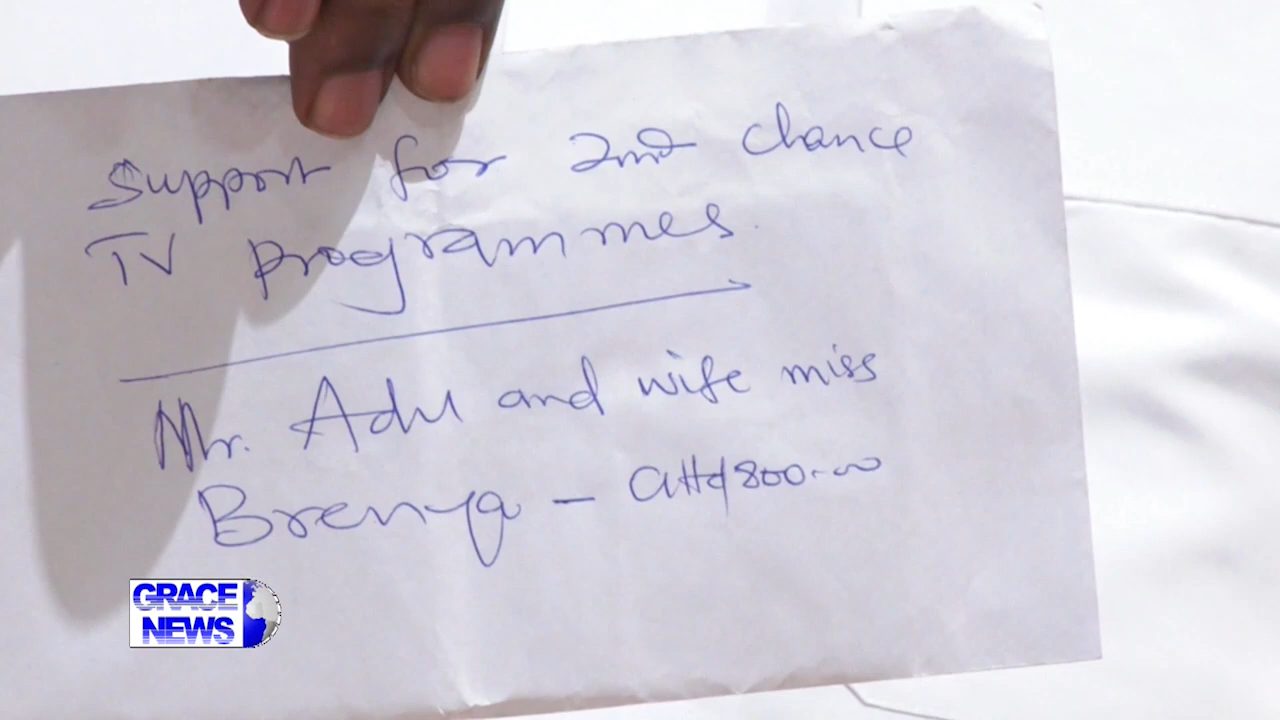 Support for 2nd chance
TV programmes.
Mr. Adu and wife miss
Brenya - GH¢800.00
GRACE
NEWS